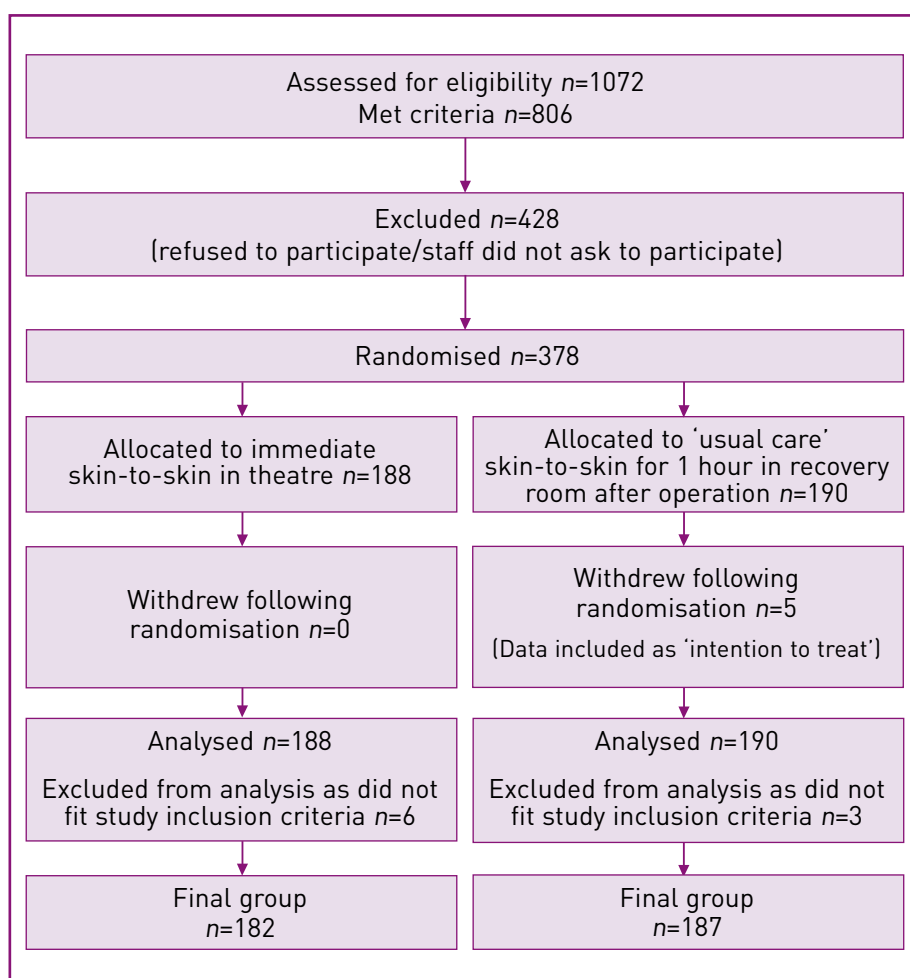 Assessed for eligibility n=1072
Met criteria n=806
Excluded n=428
(refused to participate/staff did not ask to participate)
Randomised n=378
Allocated to immediate
skin-to-skin in theatre n=188
Allocated to ‘usual care’
skin-to-skin for 1 hour in recovery
room after operation n=190
Withdrew following
randomisation n=0
Withdrew following
randomisation n=5
(Data included as ‘intention to treat’)
Analysed n=188
Excluded from analysis as did not
fit study inclusion criteria n=6
Analysed n=190
Excluded from analysis as did not
fit study inclusion criteria n=3
Final group
n=182
Final group
n=187